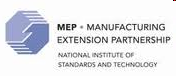 MEP • MANUFACTURING
EXTENSION PARTNERSHIP
NATIONAL INSTITUTE OF
STANDARDS AND TECHNOLOGY